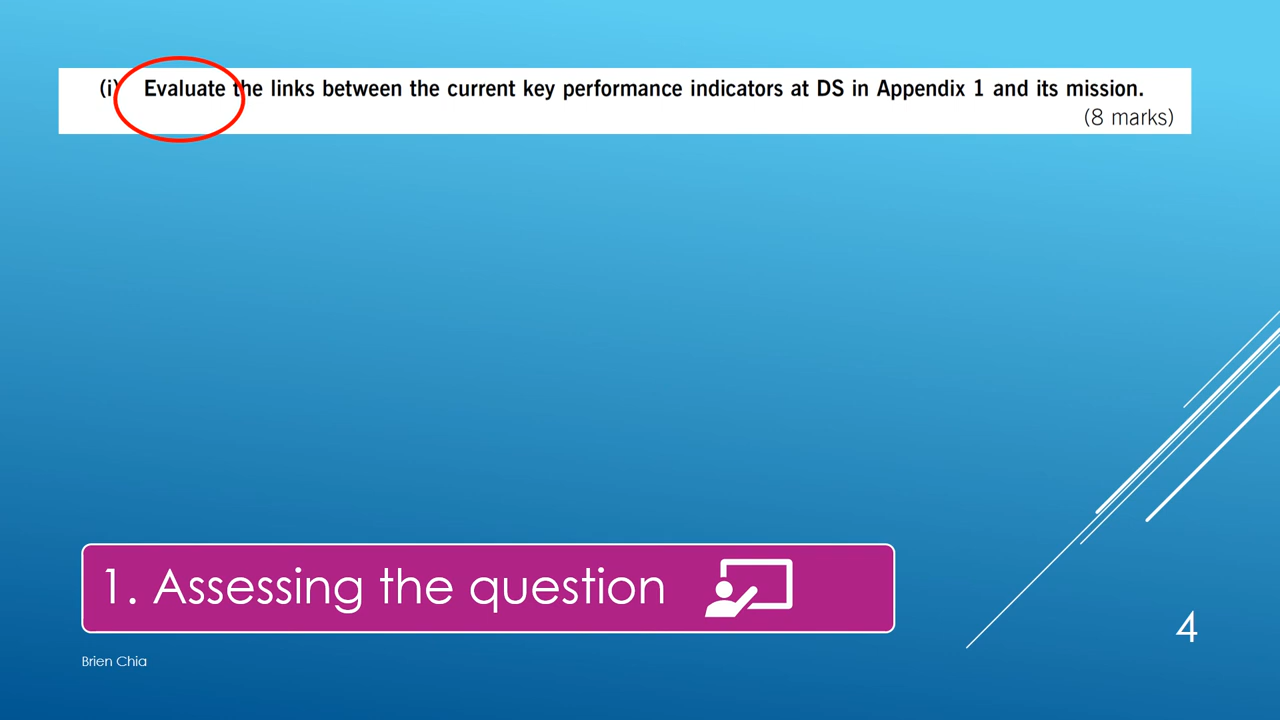 (i) Evaluate the links between the current key performance indicators at DS in Appendix 1 and its mission.
(8 marks)
1. Assessing the question
4
Brien Chia